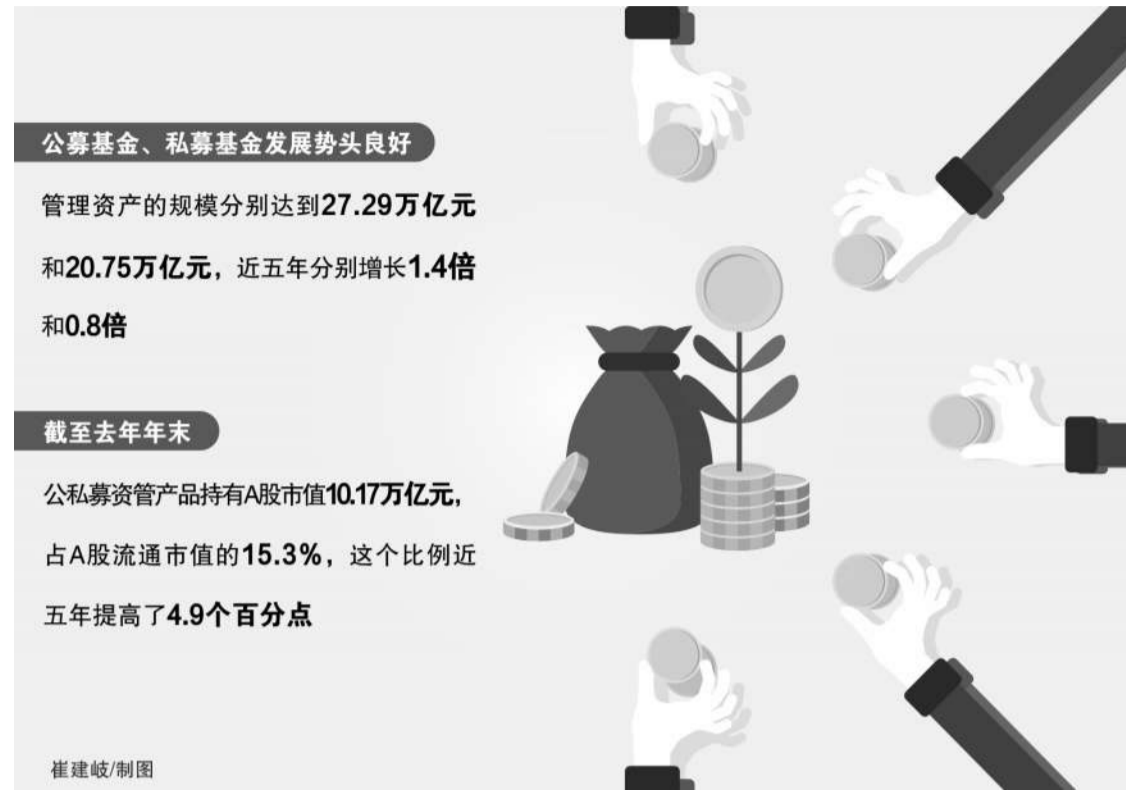 公募基金、私募基金发展势头良好
管理资产的规模分别达到27.29万亿元
和20.75万亿元，近五年分别增长1.4倍
和0.8倍
截至去年年末
公私募资管产品持有A股市值10.17万亿元，
占A股流通市值的15.3%，这个比例近
五年提高了4.9个百分点
崔建岐/制图